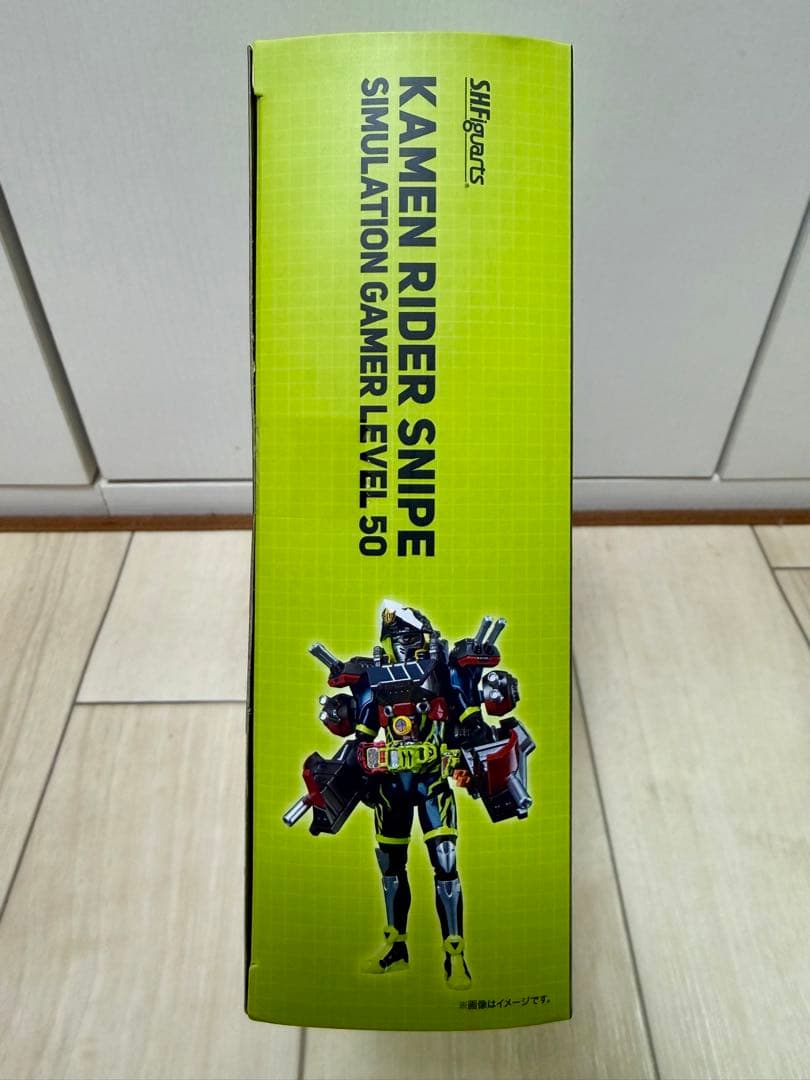 S.H.Figuarts
KAMEN RIDER SNIPE
SIMULATION GAMER LEVEL 50
※画像はイメージです。